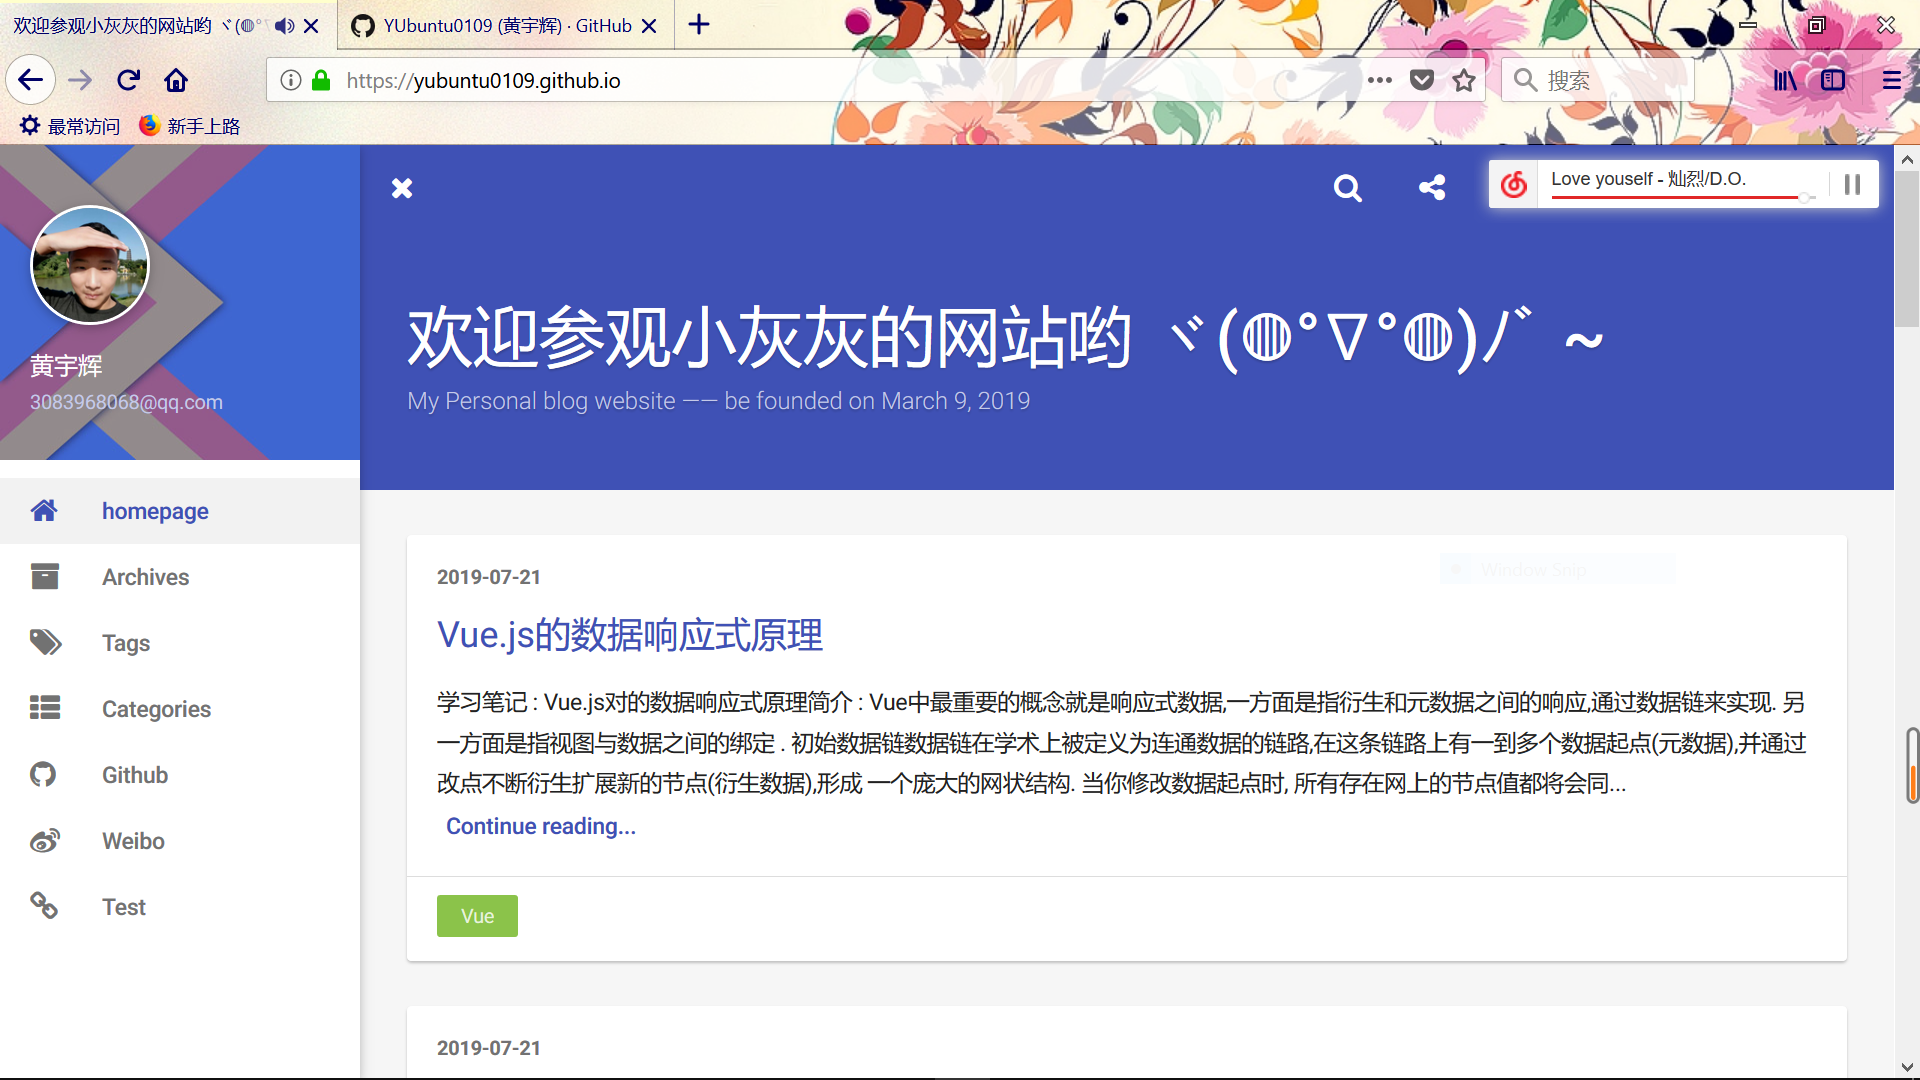 欢迎参观小灰灰的网站哟 ヾ(◍°
YUbuntu0109 (黄宇辉) · GitHub
https://yubuntu0109.github.io
搜索
最常访问
新手上路
Love youself - 灿烈/D.O.
黄宇辉
3083968068@qq.com
欢迎参观小灰灰的网站哟 ヾ(◍°∇°◍)ノﾞ ~
My Personal blog website —— be founded on March 9, 2019
homepage
Archives
Tags
Categories
Github
Weibo
Test
2019-07-21
Window Snip
Vue.js的数据响应式原理
学习笔记 : Vue.js对的数据响应式原理简介 : Vue中最重要的概念就是响应式数据,一方面是指衍生和元数据之间的响应,通过数据链来实现. 另
一方面是指视图与数据之间的绑定 . 初始数据链数据链在学术上被定义为连通数据的链路,在这条链路上有一到多个数据起点(元数据),并通过
改点不断衍生扩展新的节点(衍生数据),形成 一个庞大的网状结构. 当你修改数据起点时, 所有存在网上的节点值都将会同...
Continue reading...
Vue
2019-07-21